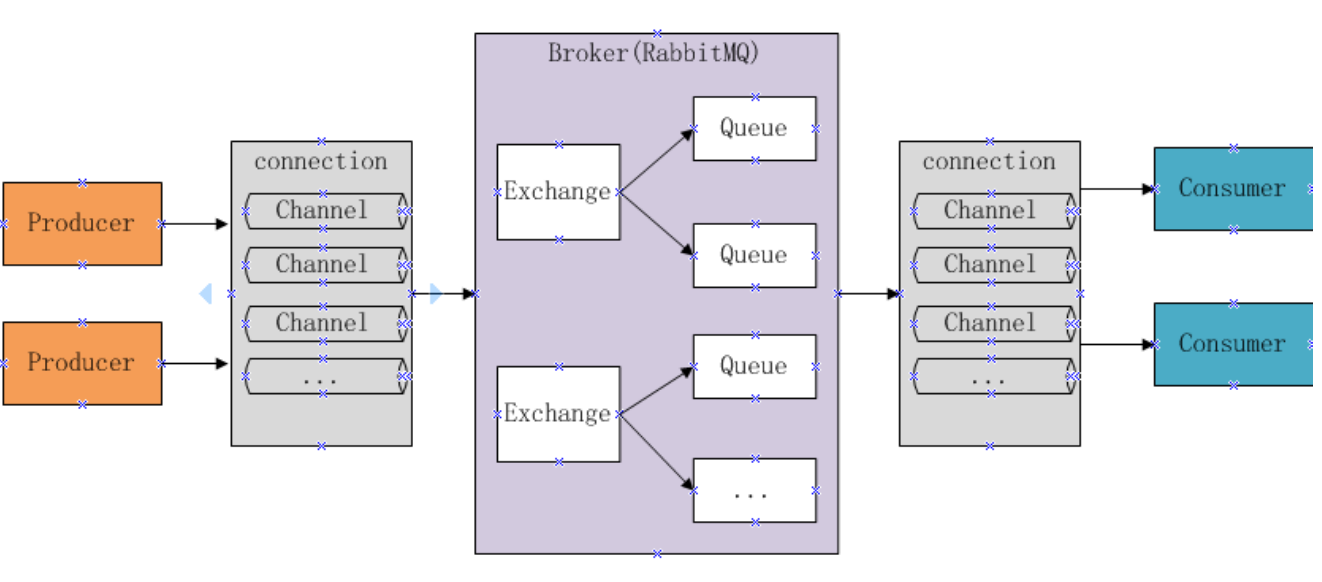 Producer
Producer
connection
Channel
Channel
Channel
...
Broker(RabbitMQ)
Exchange
Queue
Queue
Exchange
Queue
...
connection
Channel
Channel
Channel
...
Consumer
Consumer